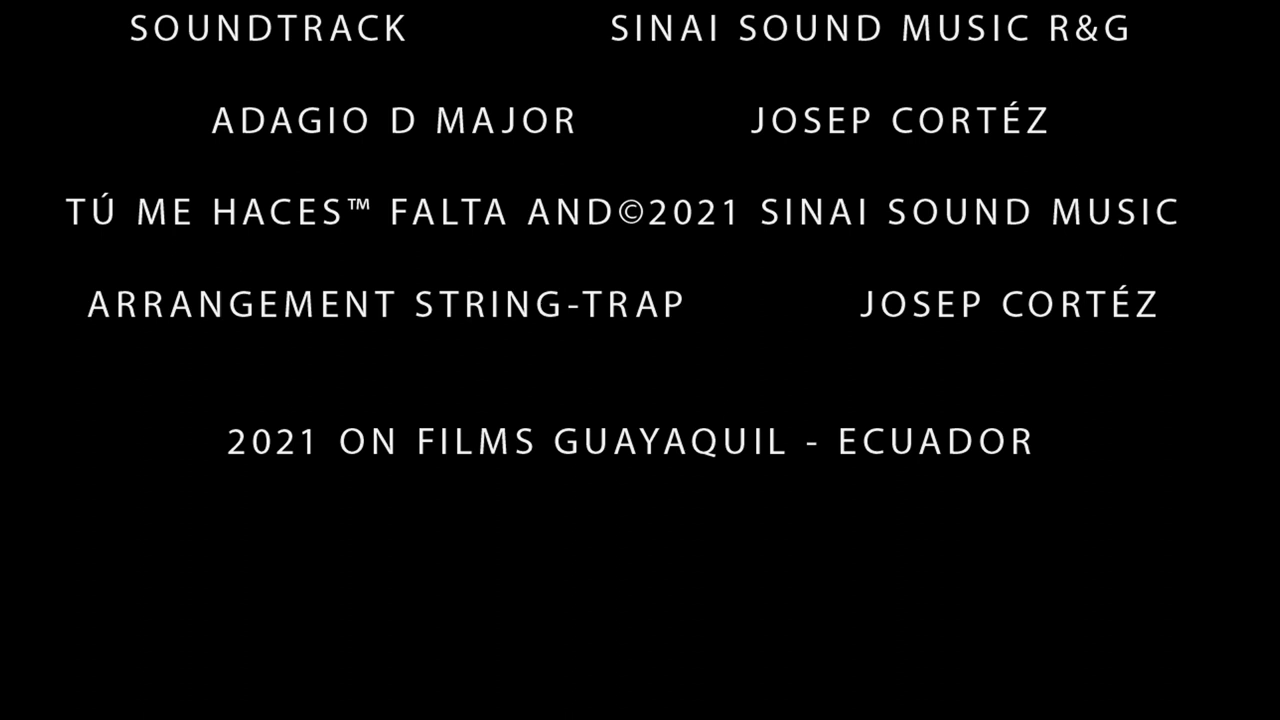 SOUNDTRACK SINAI SOUND MUSIC R&G
ADAGIO D MAJOR JOSEP CORTÉZ
TÚ ME HACES™ FALTA AND©2021 SINAI SOUND MUSIC
ARRANGEMENT STRING-TRAP JOSEP CORTÉZ
2021 ON FILMS GUAYAQUIL - ECUADOR